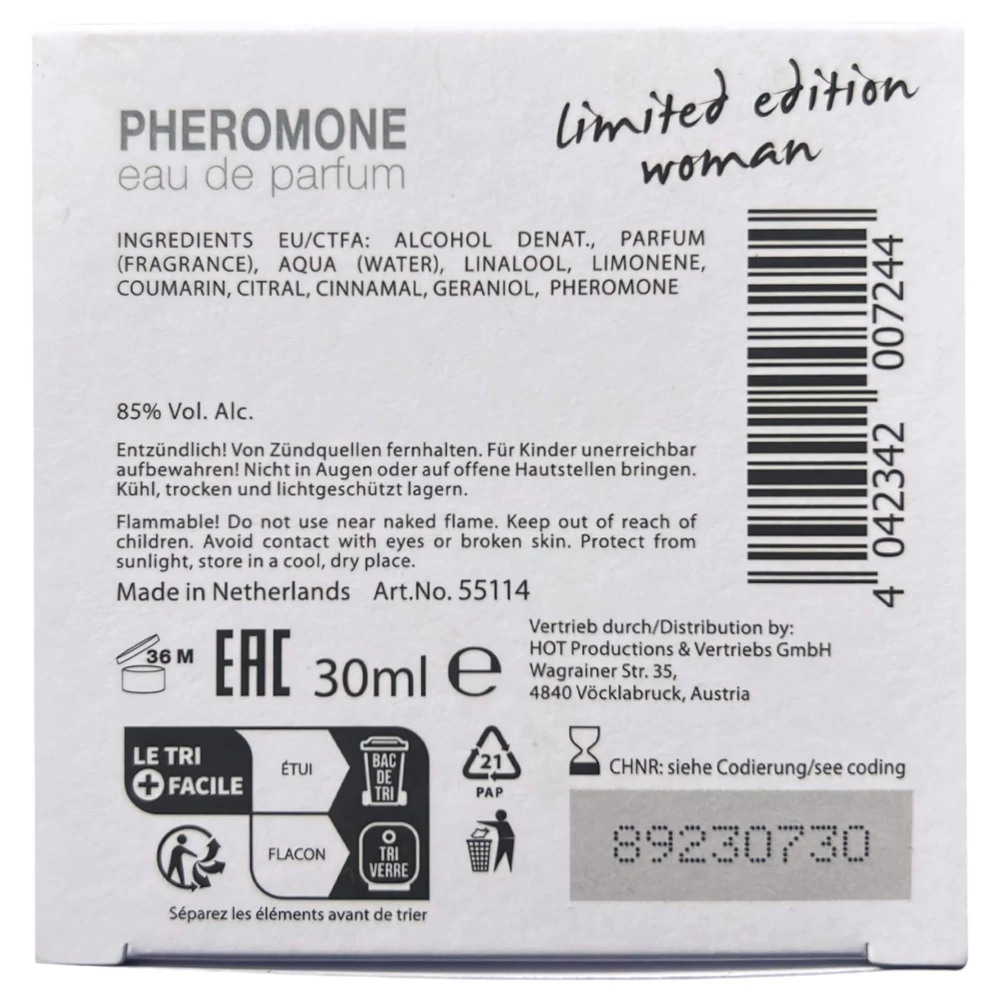 PHEROMONE
eau de parfum
limited edition
woman
INGREDIENTS EU/CTFA: ALCOHOL DENAT., PARFUM
(FRAGRANCE), AQUA (WATER), LINALOOL, LIMONENE,
COUMARIN, CITRAL, CINNAMAL, GERANIOL, PHEROMONE
4 042342 007244
85% Vol. Alc.
Entzündlich! Von Zündquellen fernhalten. Für Kinder unerreichbar
aufbewahren! Nicht in Augen oder auf offene Hautstellen bringen.
Kühl, trocken und lichtgeschützt lagern.
Flammable! Do not use near naked flame. Keep out of reach of
children. Avoid contact with eyes or broken skin. Protect from
sunlight, store in a cool, dry place.
Made in Netherlands Art.No. 55114
36 M
EAC
30ml e
Vertrieb durch/Distribution by:
HOT Productions & Vertriebs GmbH
Wagrainer Str. 35,
4840 Vöcklabruck, Austria
LE TRI
+ FACILE
ÉTUI
BAC
DE
TRI
FLACON
TRI
VERRE
Séparez les éléments avant de trier
21
PAP
CHNR: siehe Codierung/see coding
89230730